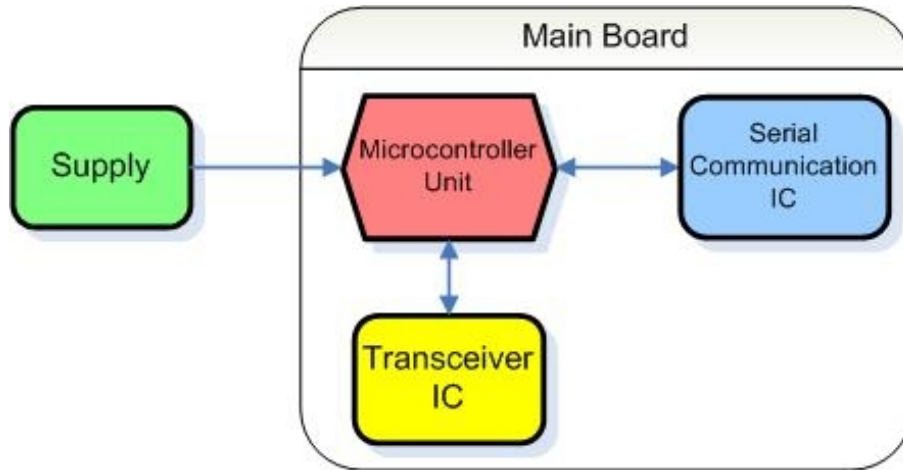 Main Board
Supply
Microcontroller
Unit
Serial
Communication
IC
Transceiver
IC